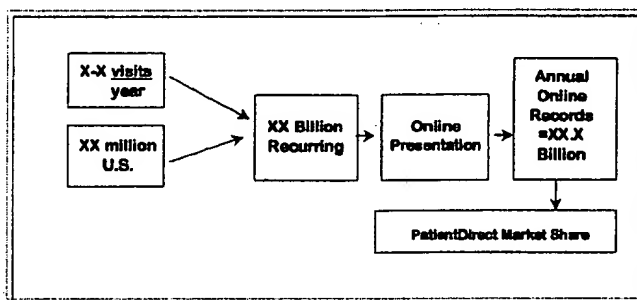 X-X visits
year
XX million
U.S.
XX Billion
Recurring
Online
Presentation
Annual
Online
Records
=XX.X
Billion
PatientDirect Market Share